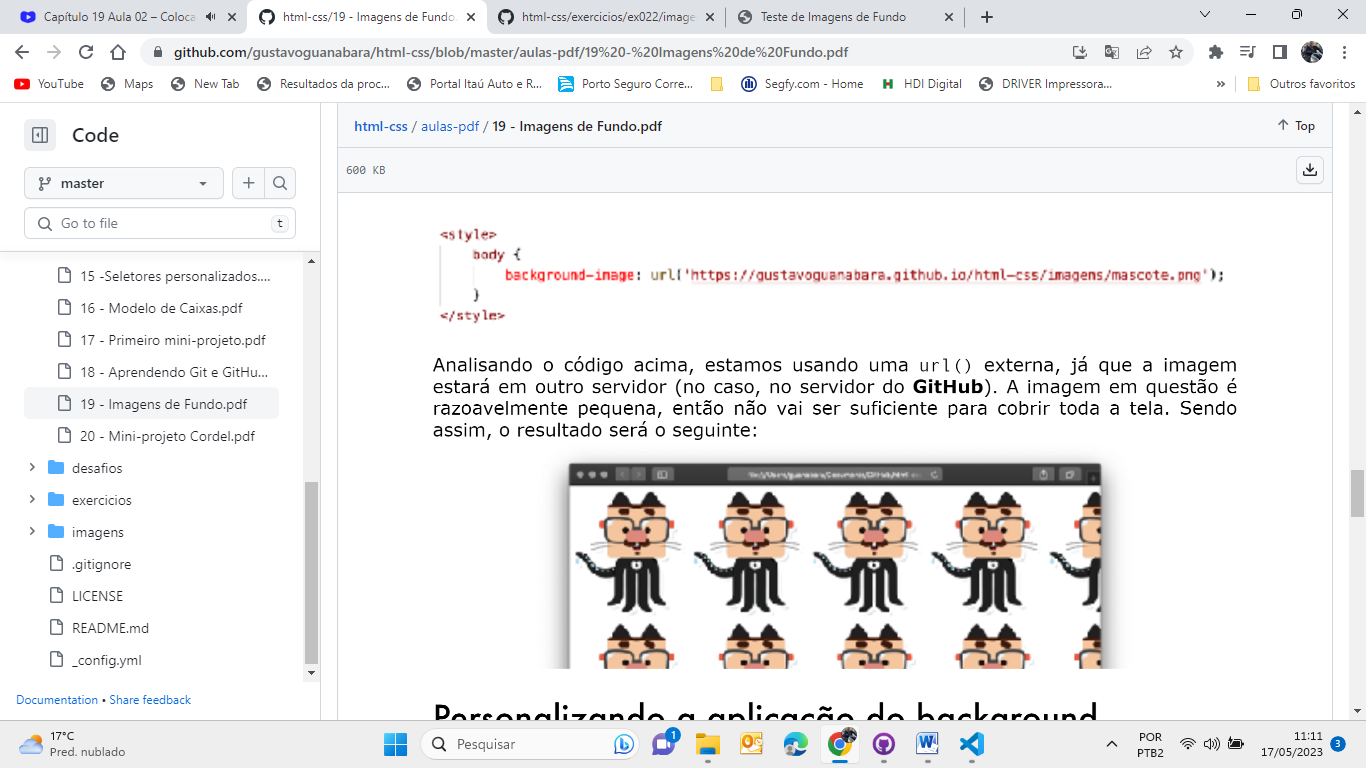 Capítulo 19 Aula 02 – Coloca
html-css/19 - Imagens de Fundo.
html-css/exercicios/ex022/image
Teste de Imagens de Fundo
github.com/gustavoguanabara/html-css/blob/master/aulas-pdf/19%20-%20Imagens%20de%20Fundo.pdf
YouTube
Maps
New Tab
Resultados da proc...
Portal Itaú Auto e R...
Porto Seguro Corre...
Segfy.com - Home
HDI Digital
DRIVER Impressora...
»
Outros favoritos
Code
master
Go to file
t
15 -Seletores personalizados....
16 - Modelo de Caixas.pdf
17 - Primeiro mini-projeto.pdf
18 - Aprendendo Git e GitHu...
19 - Imagens de Fundo.pdf
20 - Mini-projeto Cordel.pdf
desafios
exercicios
imagens
.gitignore
LICENSE
README.md
_config.yml
Documentation • Share feedback
html-css / aulas-pdf / 19 - Imagens de Fundo.pdf
Top
600 KB
<style>
body {
background-image: url('https://gustavoguanabara.github.io/html-css/imagens/mascote.png');
}
</style>
Analisando o código acima, estamos usando uma url() externa, já que a imagem
estará em outro servidor (no caso, no servidor do GitHub). A imagem em questão é
razoavelmente pequena, então não vai ser suficiente para cobrir toda a tela. Sendo
assim, o resultado será o seguinte:
Personalizando a aplicação do background
17°C
Pred. nublado
Pesquisar
1
POR
PTB2
11:11
17/05/2023
3